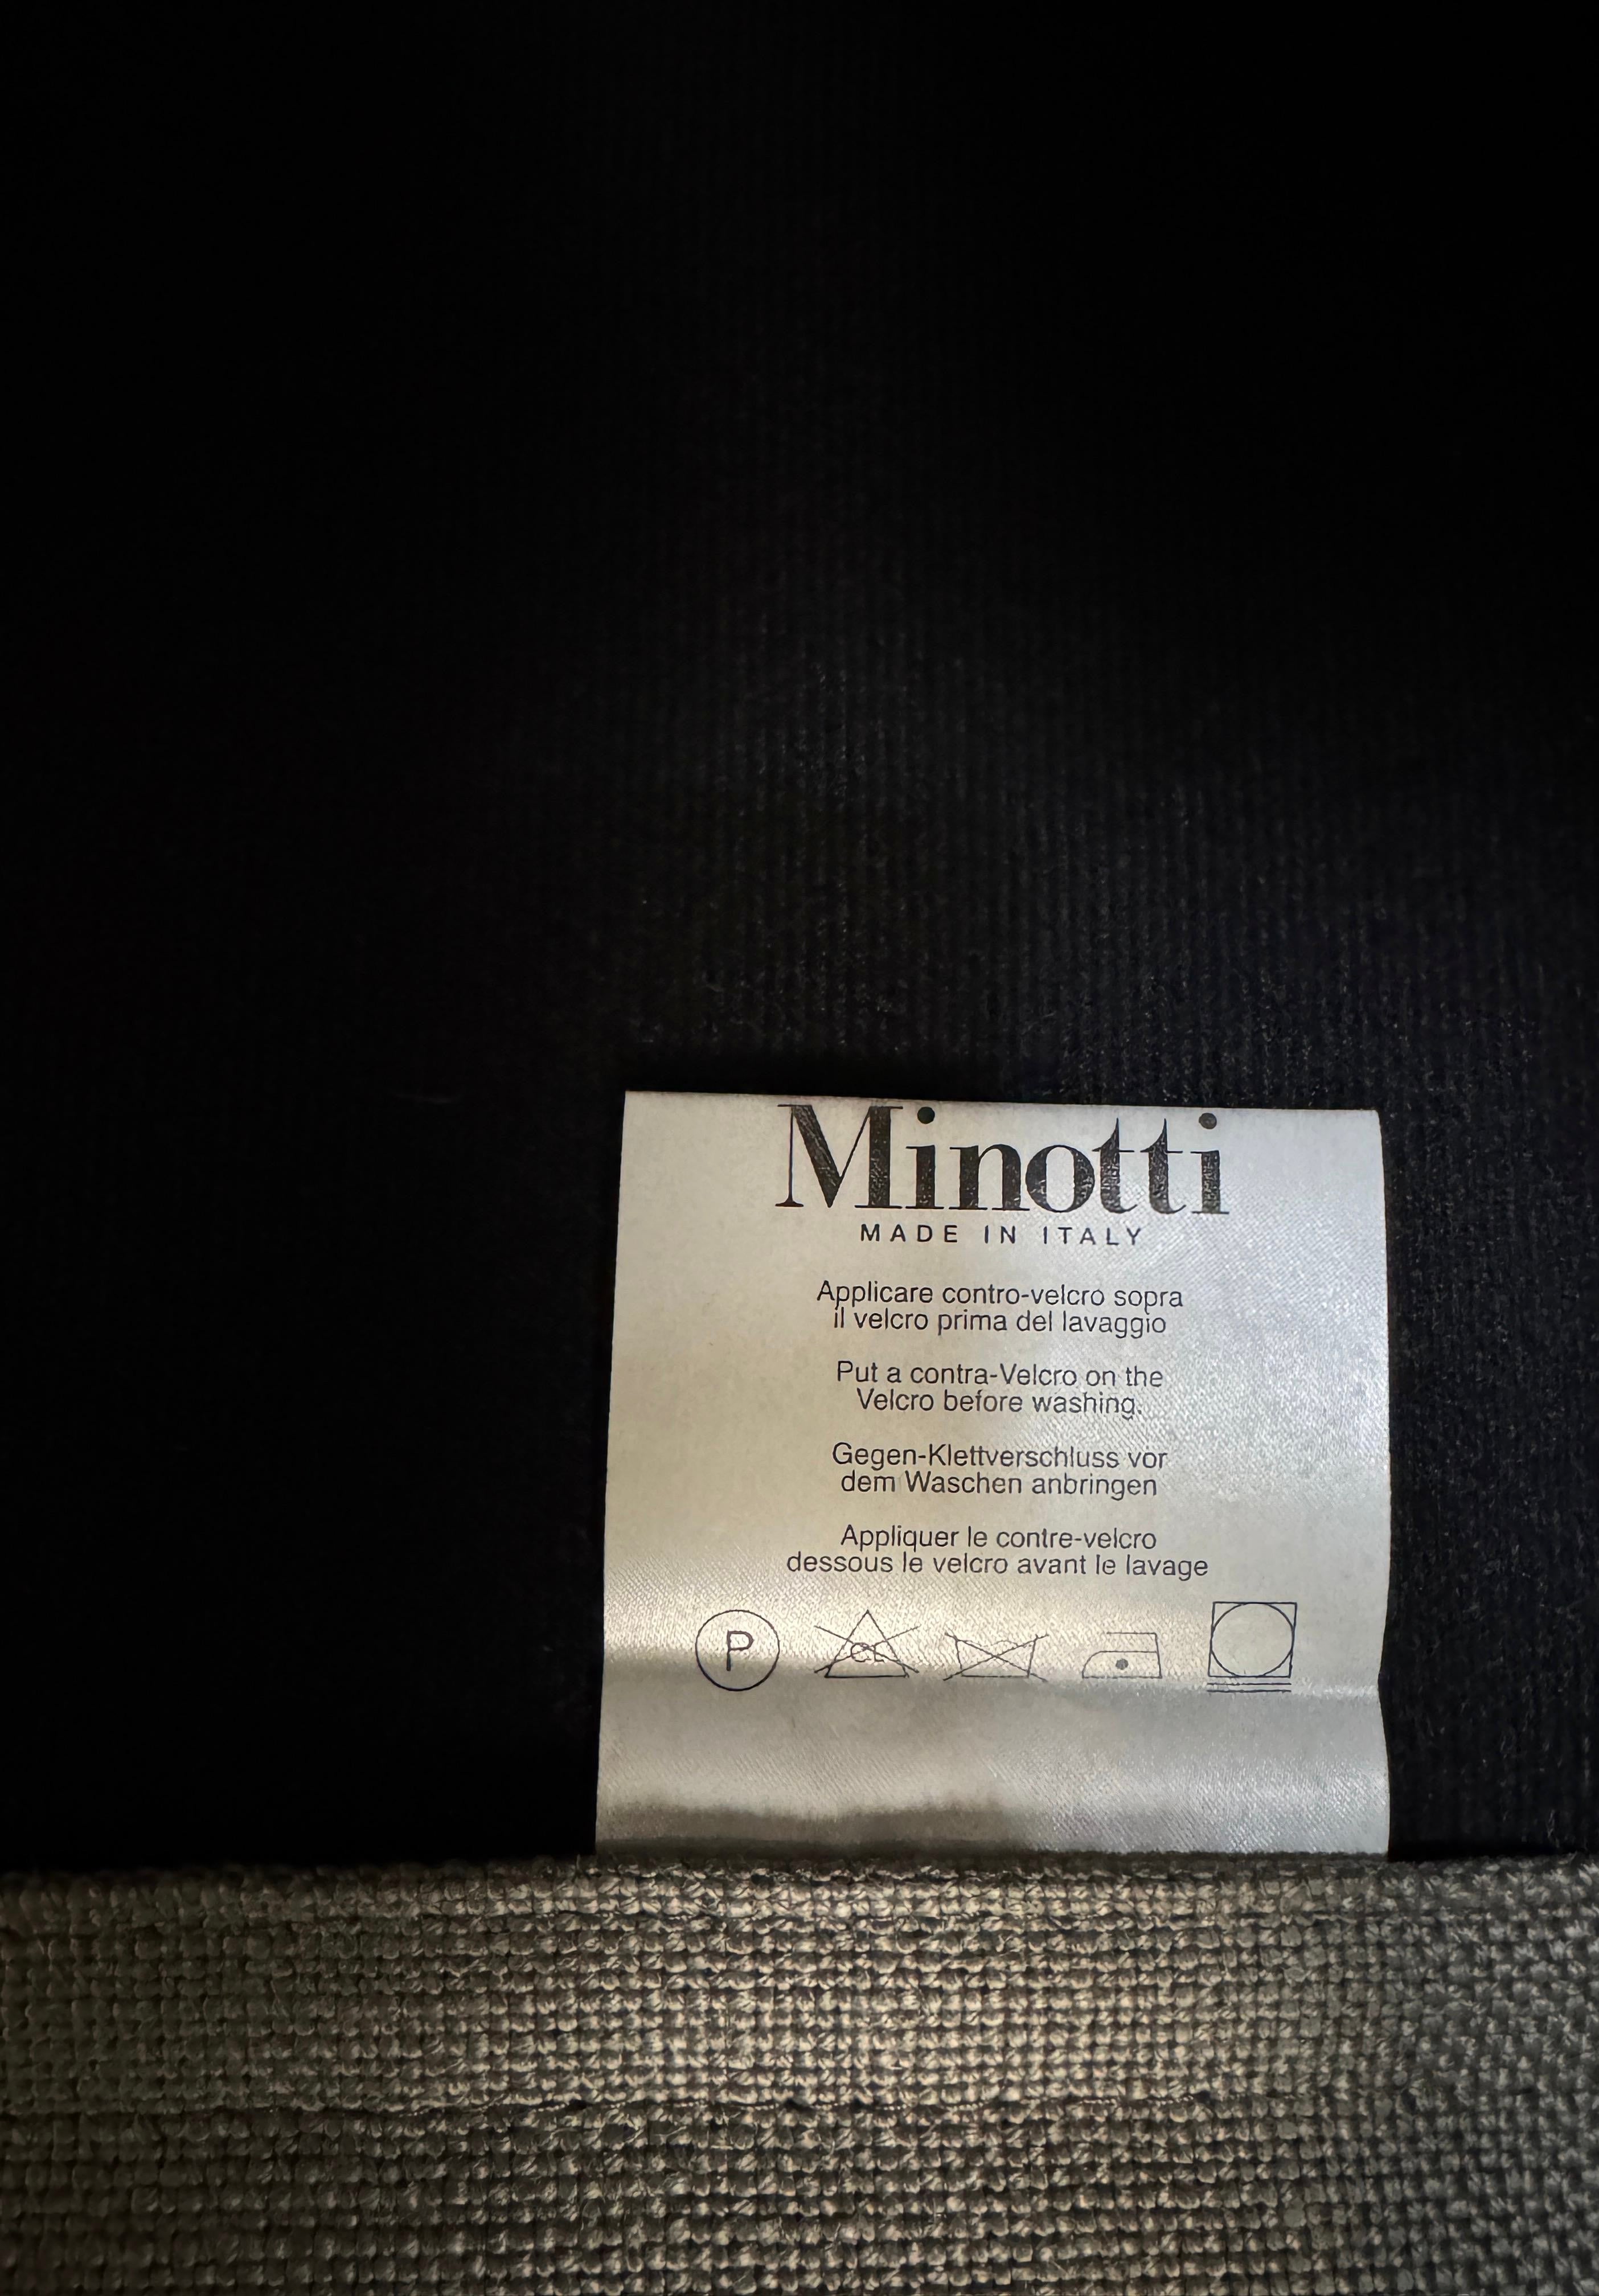 Minotti
MADE IN ITALY
Applicare contro-velcro sopra
il velcro prima del lavaggio
Put a contra-Velcro on the
Velcro before washing.
Gegen-Klettverschluss vor
dem Waschen anbringen
Appliquer le contre-velcro
dessous le velcro avant le lavage
P CL